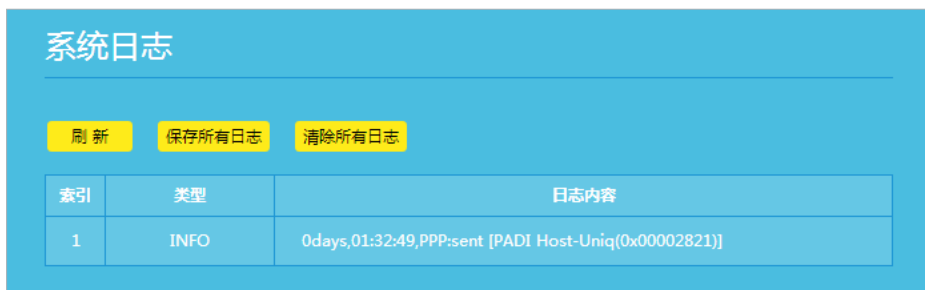 系统日志
刷 新 保存所有日志 清除所有日志
索引 类型 日志内容
1 INFO 0days,01:32:49,PPP:sent [PADI Host-Uniq(0x00002821)]